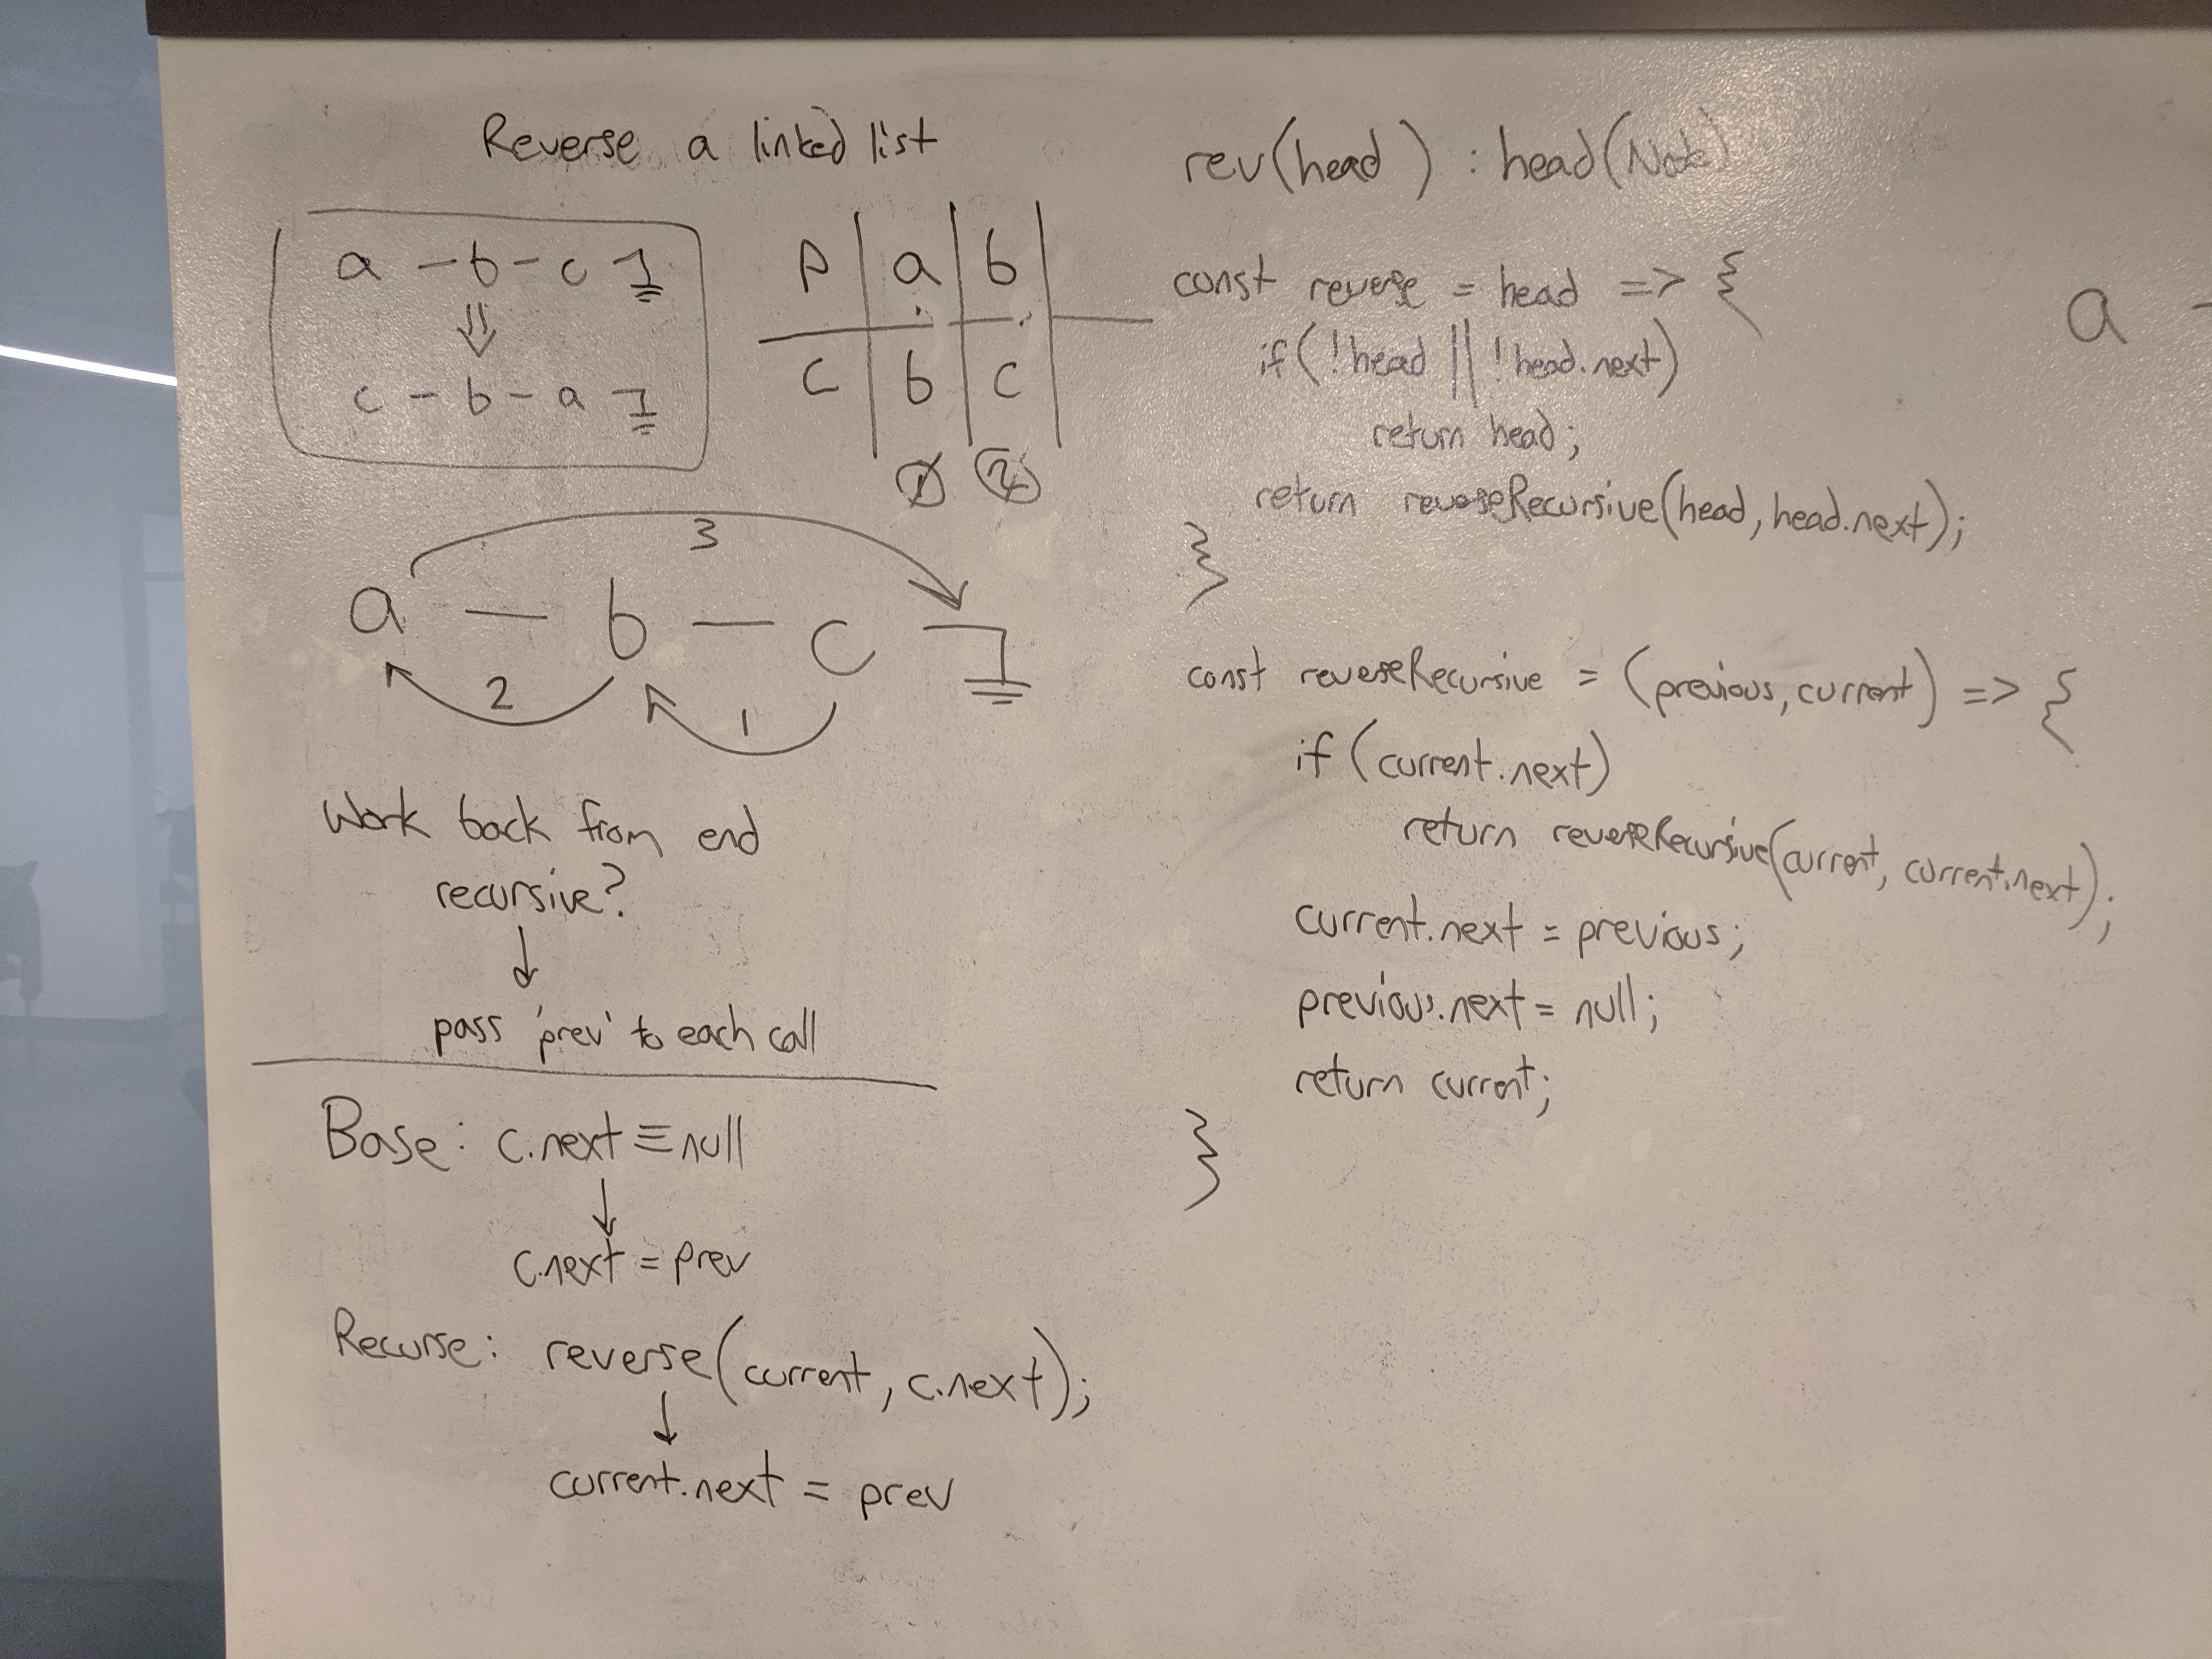 Reverse a linked list
a - b - c
⇓
c - b - a
P | a | b
C | b | c
1 2
3
a - b - c
2 1
Work back from end
recursive?
↓
pass 'prev' to each call
Base: c.next ≡ null
↓
c.next = prev
Recurse: reverse(current, c.next);
↓
current.next = prev
rev(head) : head(Node)
const reverse = head => {
if(!head || !head.next)
return head;
return reverseRecursive(head, head.next);
}
const reverseRecursive = (previous, current) => {
if (current.next)
return reverseRecursive(current, current.next);
current.next = previous;
previous.next = null;
return current;
}
a -